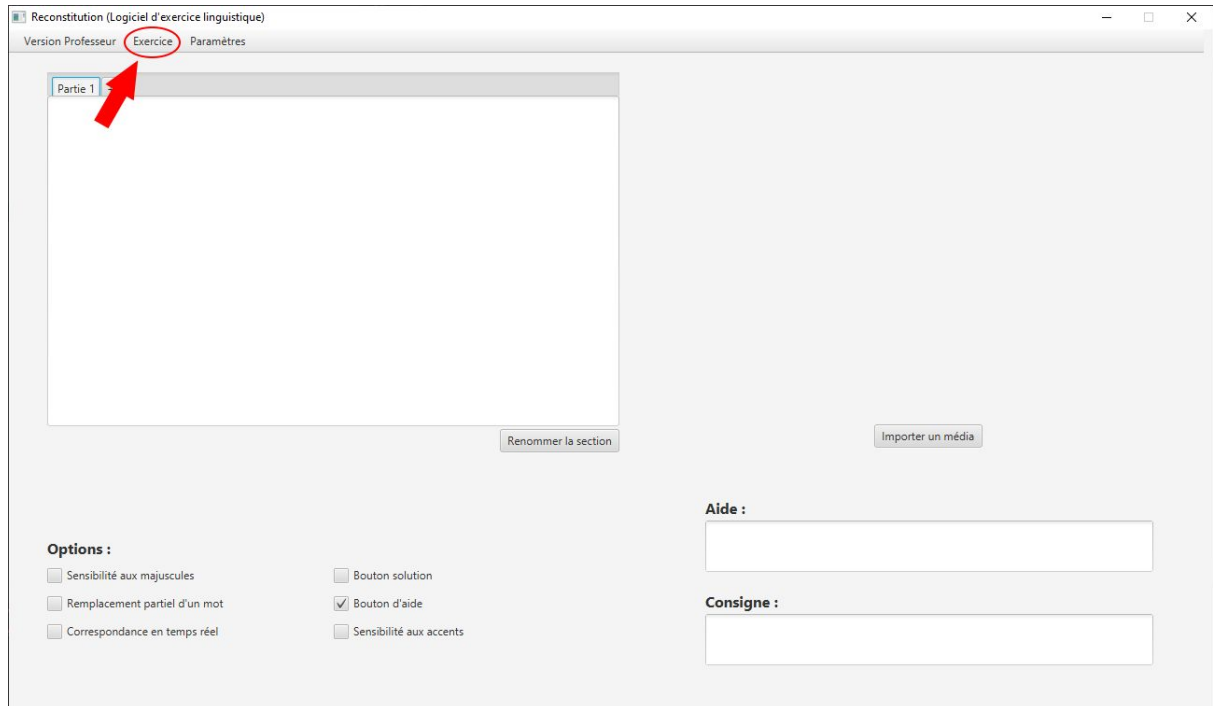 Reconstitution (Logiciel d'exercice linguistique)
Version Professeur Exercice Paramètres
Partie 1
Renommer la section
Importer un média
Aide :
Options :
Sensibilité aux majuscules
Bouton solution
Remplacement partiel d'un mot
Bouton d'aide
Consigne :
Correspondance en temps réel
Sensibilité aux accents